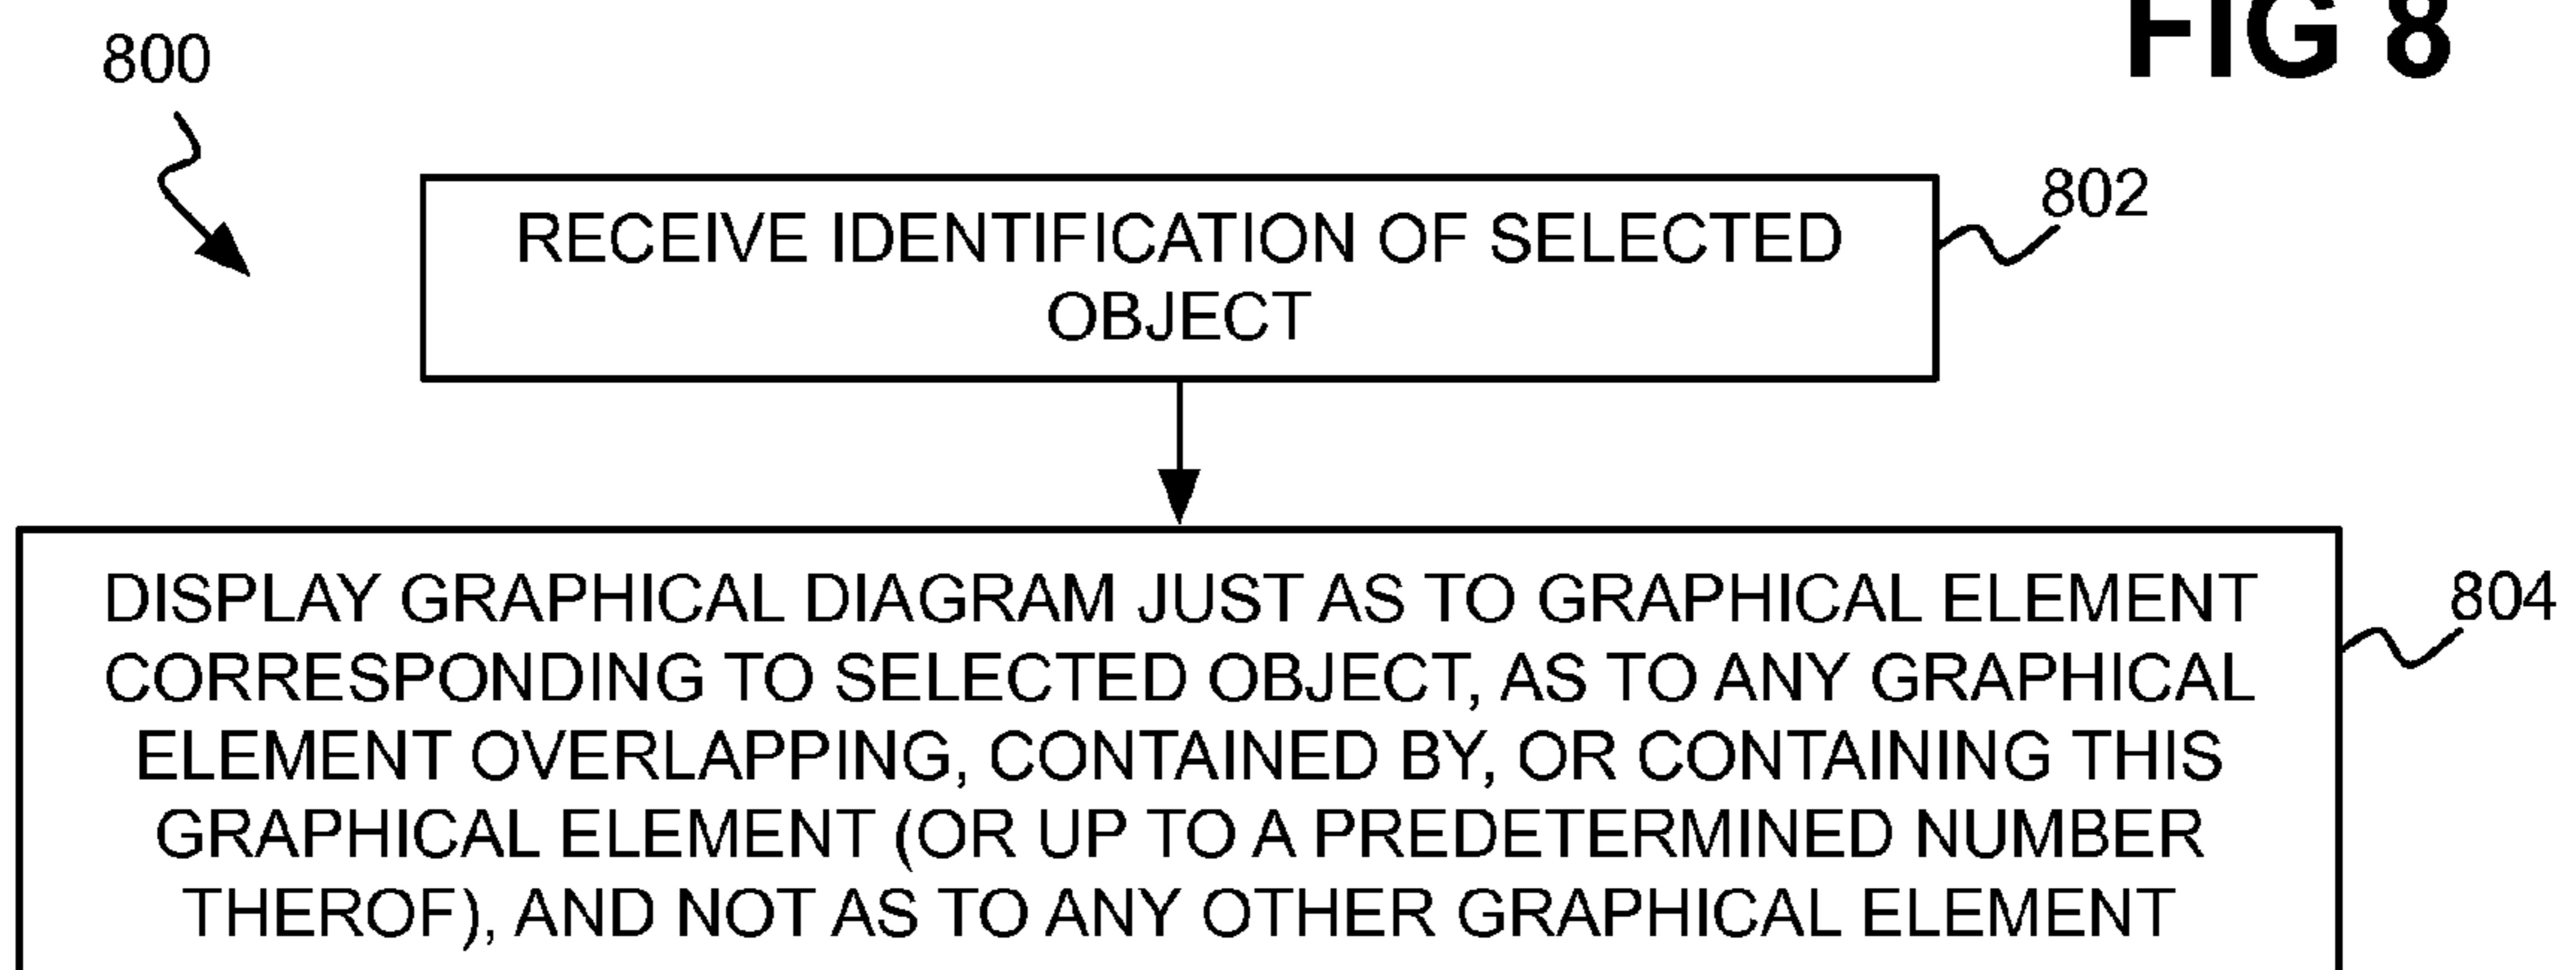 FIG 8
800
802
RECEIVE IDENTIFICATION OF SELECTED
OBJECT
804
DISPLAY GRAPHICAL DIAGRAM JUST AS TO GRAPHICAL ELEMENT
CORRESPONDING TO SELECTED OBJECT, AS TO ANY GRAPHICAL
ELEMENT OVERLAPPING, CONTAINED BY, OR CONTAINING THIS
GRAPHICAL ELEMENT (OR UP TO A PREDETERMINED NUMBER
THEROF), AND NOT AS TO ANY OTHER GRAPHICAL ELEMENT